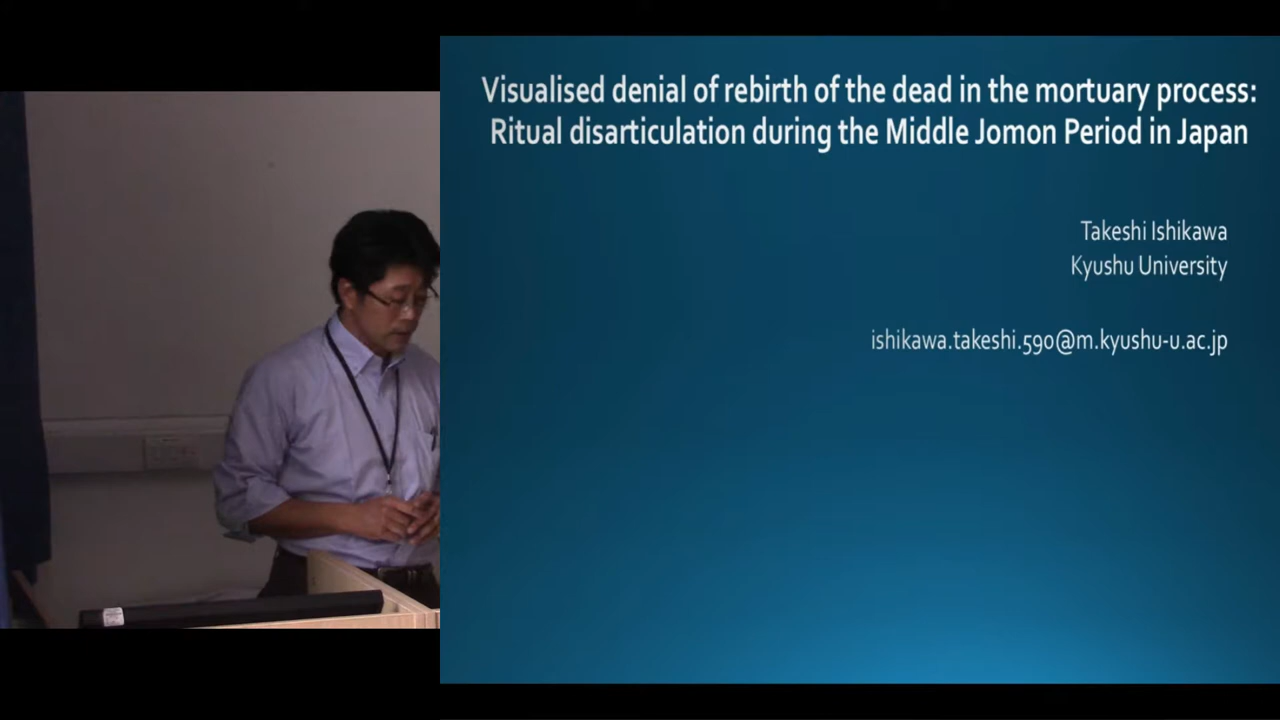 Visualised denial of rebirth of the dead in the mortuary process:
Ritual disarticulation during the Middle Jomon Period in Japan
Takeshi Ishikawa
Kyushu University
ishikawa.takeshi.590@m.kyushu-u.ac.jp